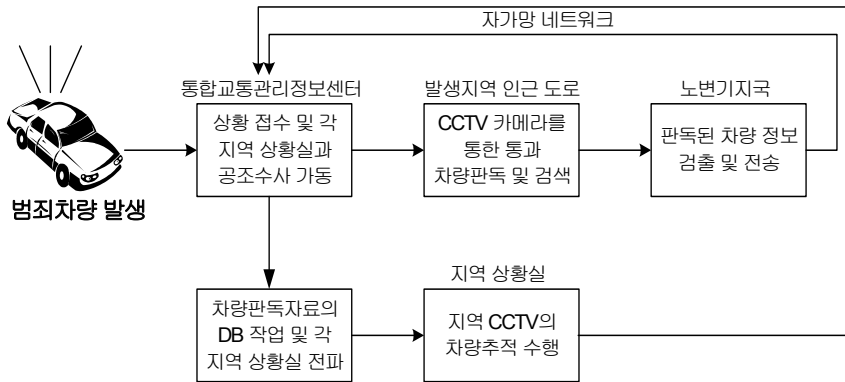 자가망 네트워크
통합교통관리정보센터
발생지역 인근 도로
노변기지국
상황 접수 및 각
지역 상황실과
공조수사 가동
CCTV 카메라를
통한 통과
차량판독 및 검색
판독된 차량 정보
검출 및 전송
범죄차량 발생
지역 상황실
차량판독자료의
DB 작업 및 각
지역 상황실 전파
지역 CCTV의
차량추적 수행